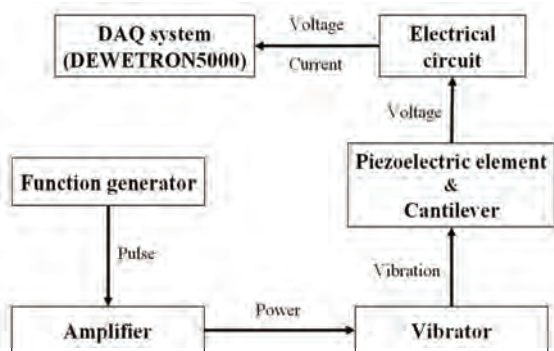 DAQ system
(DEWETRON5000)
Voltage
Current
Electrical
circuit
Voltage
Function generator
Piezoelectric element
&
Cantilever
Pulse
Vibration
Amplifier
Power
Vibrator